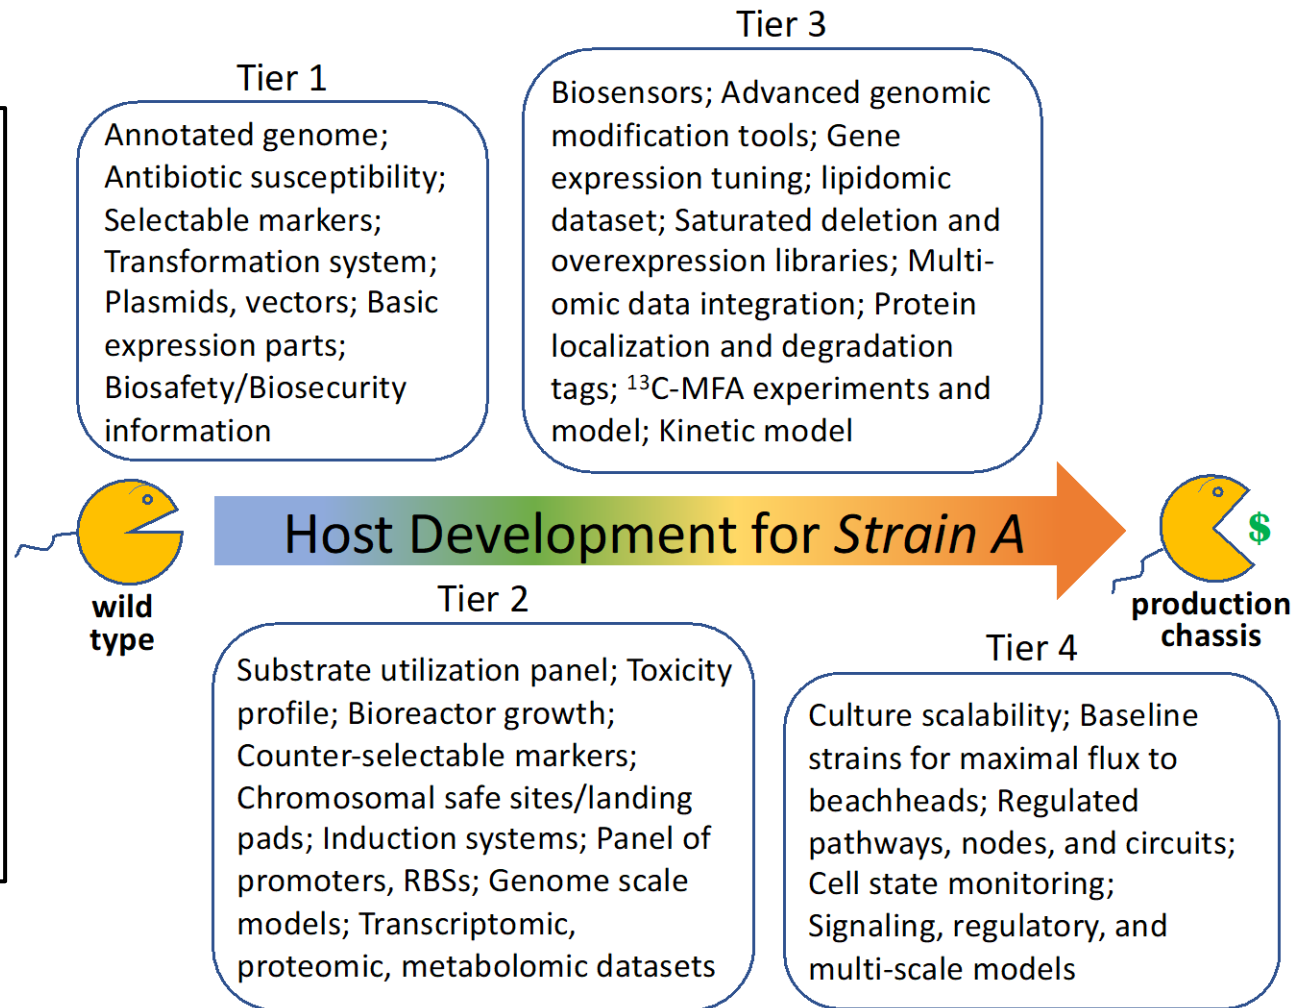 Tier 1
Annotated genome;
Antibiotic susceptibility;
Selectable markers;
Transformation system;
Plasmids, vectors; Basic
expression parts;
Biosafety/Biosecurity
information
Tier 3
Biosensors; Advanced genomic
modification tools; Gene
expression tuning; lipidomic
dataset; Saturated deletion and
overexpression libraries; Multi-
omic data integration; Protein
localization and degradation
tags; ¹³C-MFA experiments and
model; Kinetic model
Host Development for Strain A
wild
type
$
production
chassis
Tier 2
Substrate utilization panel; Toxicity
profile; Bioreactor growth;
Counter-selectable markers;
Chromosomal safe sites/landing
pads; Induction systems; Panel of
promoters, RBSs; Genome scale
models; Transcriptomic,
proteomic, metabolomic datasets
Tier 4
Culture scalability; Baseline
strains for maximal flux to
beachheads; Regulated
pathways, nodes, and circuits;
Cell state monitoring;
Signaling, regulatory, and
multi-scale models